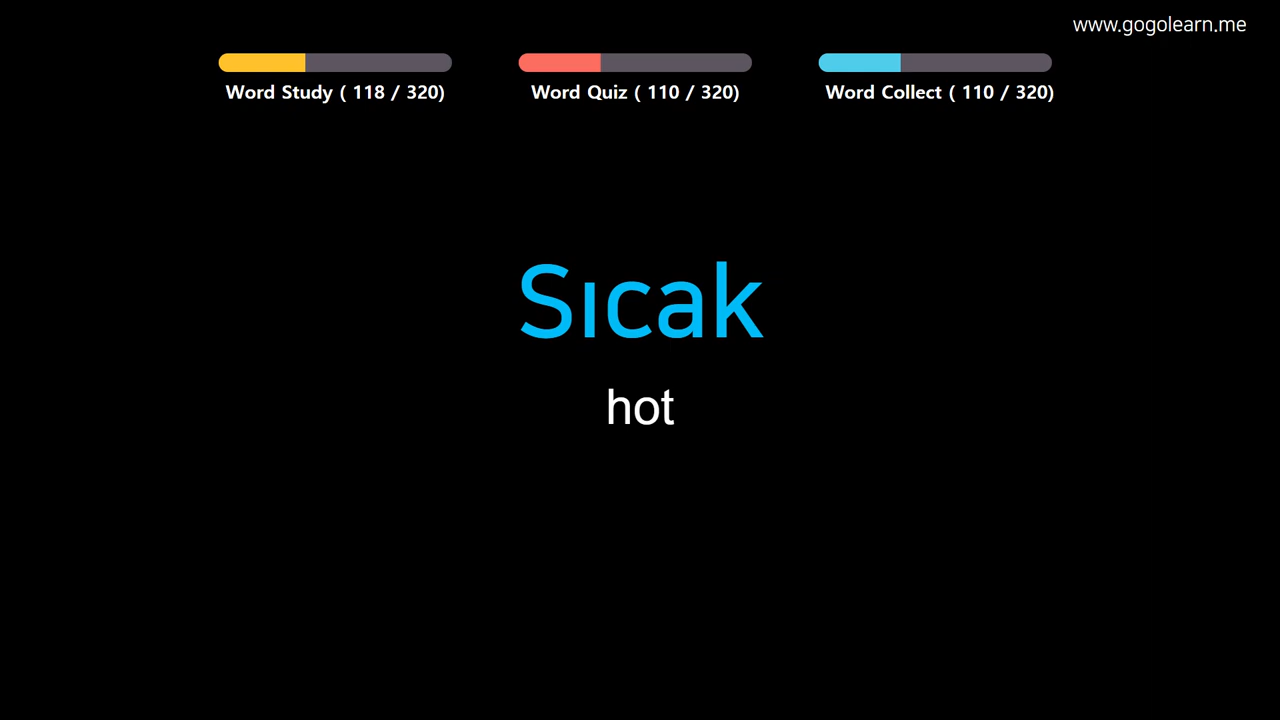 www.gogolearn.me
Word Study ( 118 / 320)
Word Quiz ( 110 / 320)
Word Collect ( 110 / 320)
Sıcak
hot